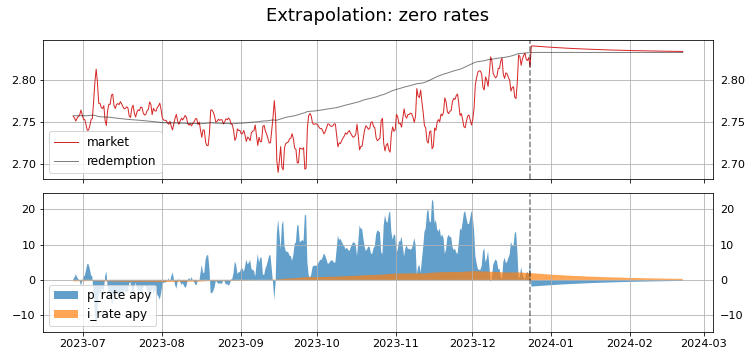 Extrapolation: zero rates
2.80 2.80
2.75 2.75
2.70 2.70
market
redemption
20 20
10 10
0 0
−10 −10
p_rate apy
i_rate apy
2023-07 2023-08 2023-09 2023-10 2023-11 2023-12 2024-01 2024-02 2024-03